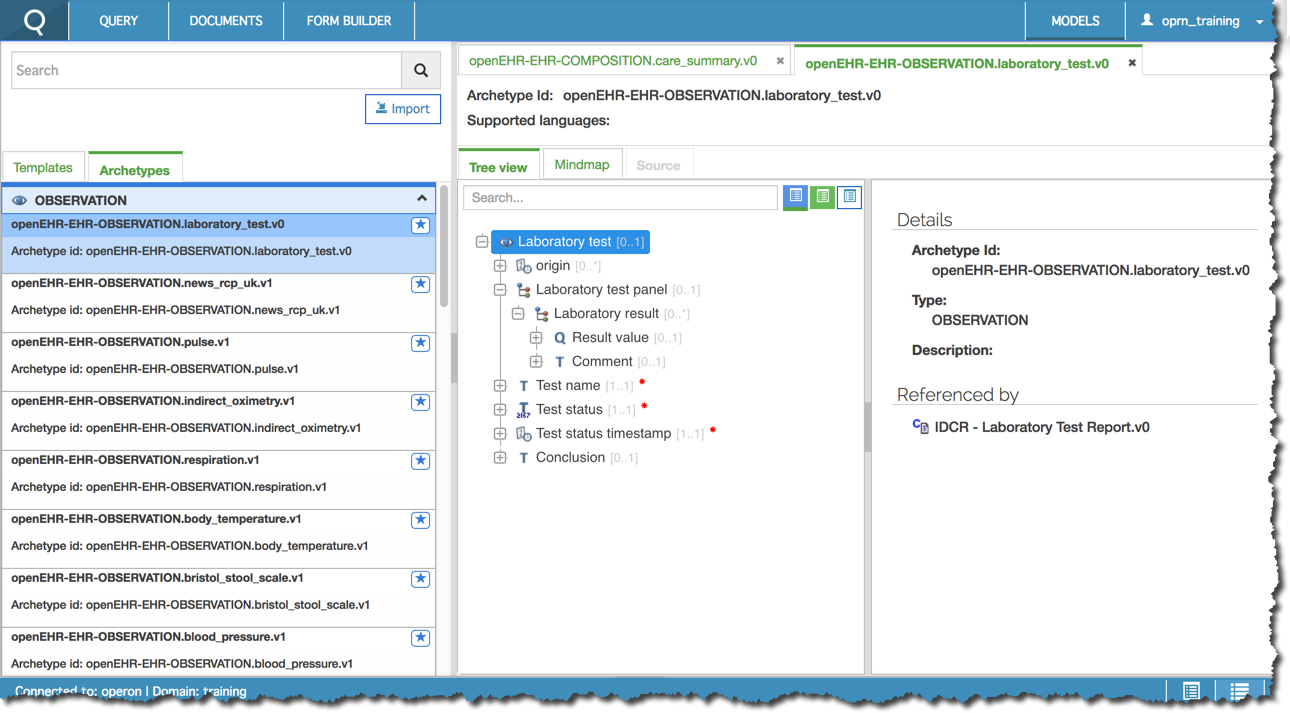 QUERY DOCUMENTS FORM BUILDER MODELS oprn_training
Search
Import
Templates Archetypes
OBSERVATION
openEHR-EHR-OBSERVATION.laboratory_test.v0
Archetype id: openEHR-EHR-OBSERVATION.laboratory_test.v0
openEHR-EHR-OBSERVATION.news_rcp_uk.v1
Archetype id: openEHR-EHR-OBSERVATION.news_rcp_uk.v1
openEHR-EHR-OBSERVATION.pulse.v1
Archetype id: openEHR-EHR-OBSERVATION.pulse.v1
openEHR-EHR-OBSERVATION.indirect_oximetry.v1
Archetype id: openEHR-EHR-OBSERVATION.indirect_oximetry.v1
openEHR-EHR-OBSERVATION.respiration.v1
Archetype id: openEHR-EHR-OBSERVATION.respiration.v1
openEHR-EHR-OBSERVATION.body_temperature.v1
Archetype id: openEHR-EHR-OBSERVATION.body_temperature.v1
openEHR-EHR-OBSERVATION.bristol_stool_scale.v1
Archetype id: openEHR-EHR-OBSERVATION.bristol_stool_scale.v1
openEHR-EHR-OBSERVATION.blood_pressure.v1
Archetype id: openEHR-EHR-OBSERVATION.blood_pressure.v1
openEHR-EHR-COMPOSITION.care_summary.v0 openEHR-EHR-OBSERVATION.laboratory_test.v0
Archetype Id: openEHR-EHR-OBSERVATION.laboratory_test.v0
Supported languages:
Tree view Mindmap Source
Search...
Laboratory test [0..1]
origin [0..*]
Laboratory test panel [0..1]
Laboratory result [0..*]
Q Result value [0..1]
T Comment [0..1]
T Test name [1..1] *
T Test status [1..1] *
Test status timestamp [1..1] *
T Conclusion [0..1]
Details
Archetype Id:
openEHR-EHR-OBSERVATION.laboratory_test.v0
Type:
OBSERVATION
Description:
Referenced by
IDCR - Laboratory Test Report.v0
Connected to: operon | Domain: training